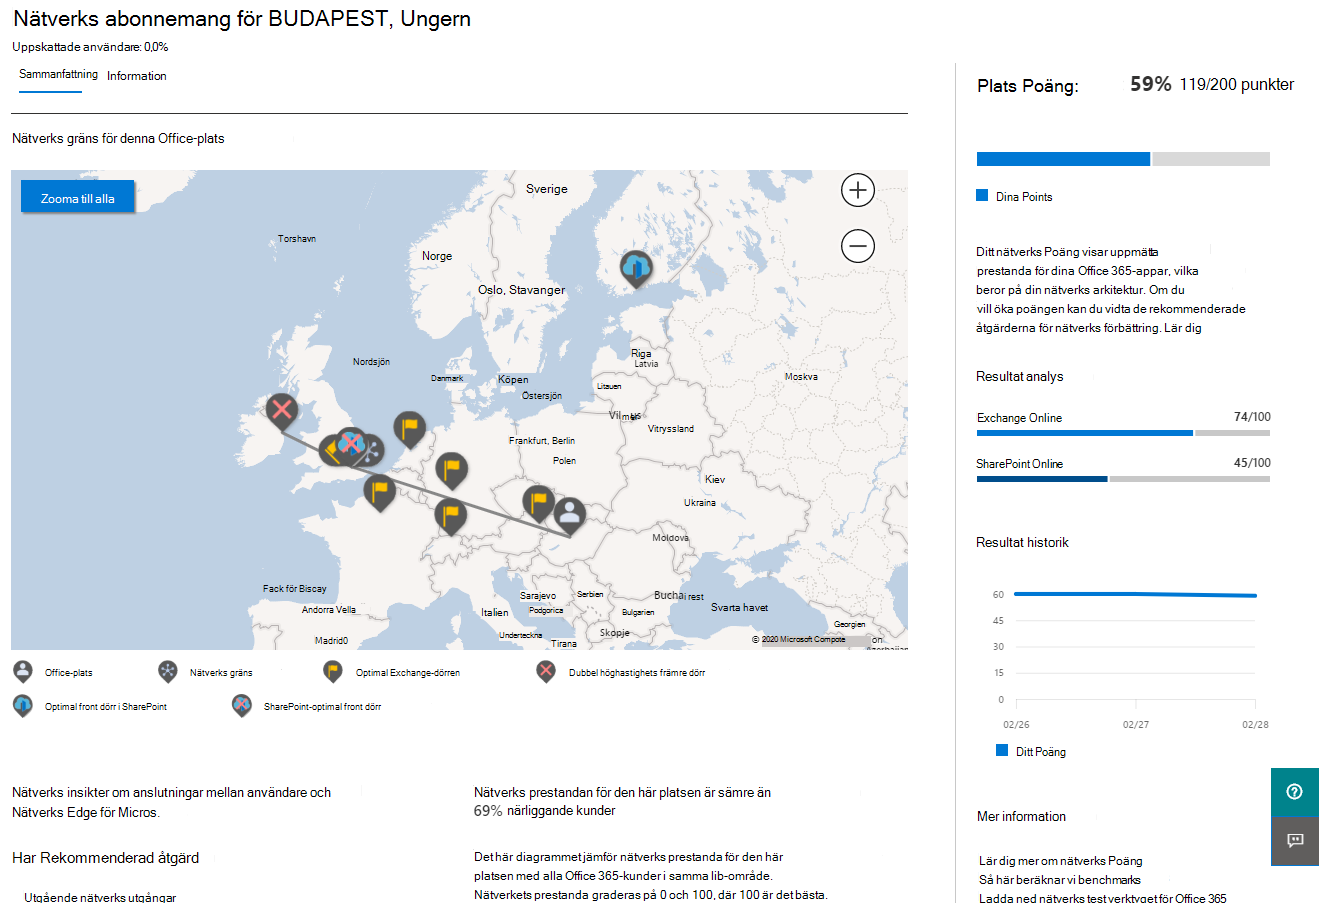 Nätverks abonnemang för BUDAPEST, Ungern
Uppskattade användare: 0,0%
Sammanfattning Information
Nätverks gräns för denna Office-plats
Zooma till alla
Sverige
Torshavn
Norge
Oslo, Stavanger
Nordsjön
Riga
Latvia
Danmark
Köpen
Litauen
Moskva
Östersjön
Vitryssland
Frankfurt, Berlin
Polen
Kiev
Ukraina
Moldova
Fack för Biscay
Sarajevo
Serbien
Bucha rest
Andorra Vella
Italien
Podgorica
Bulgarien
Svarta havet
Georgien
Madrid0
Underteckna
Skopje
Tirana
© 2020 Microsoft Compote
on
Azerbaijan
Office-plats
Nätverks gräns
Optimal Exchange-dörren
Dubbel höghastighets främre dörr
Optimal front dörr i SharePoint
SharePoint-optimal front dörr
Nätverks insikter om anslutningar mellan användare och
Nätverks Edge för Micros.
Har Rekommenderad åtgärd
Utgående nätverks utgångar
Nätverks prestandan för den här platsen är sämre än
69% närliggande kunder
Det här diagrammet jämför nätverks prestanda för den här
platsen med alla Office 365-kunder i samma lib-område.
Nätverkets prestanda graderas på 0 och 100, där 100 är det bästa.
Plats Poäng: 59% 119/200 punkter
Dina Points
Ditt nätverks Poäng visar uppmätta
prestanda för dina Office 365-appar, vilka
beror på din nätverks arkitektur. Om du
vill öka poängen kan du vidta de rekommenderade
åtgärderna för nätverks förbättring. Lär dig
Resultat analys
Exchange Online 74/100
SharePoint Online 45/100
Resultat historik
60
45
30
15
0
02/26 02/27 02/28
Ditt Poäng
Mer information
Lär dig mer om nätverks Poäng
Så här beräknar vi benchmarks
Ladda ned nätverks test verktyget för Office 365